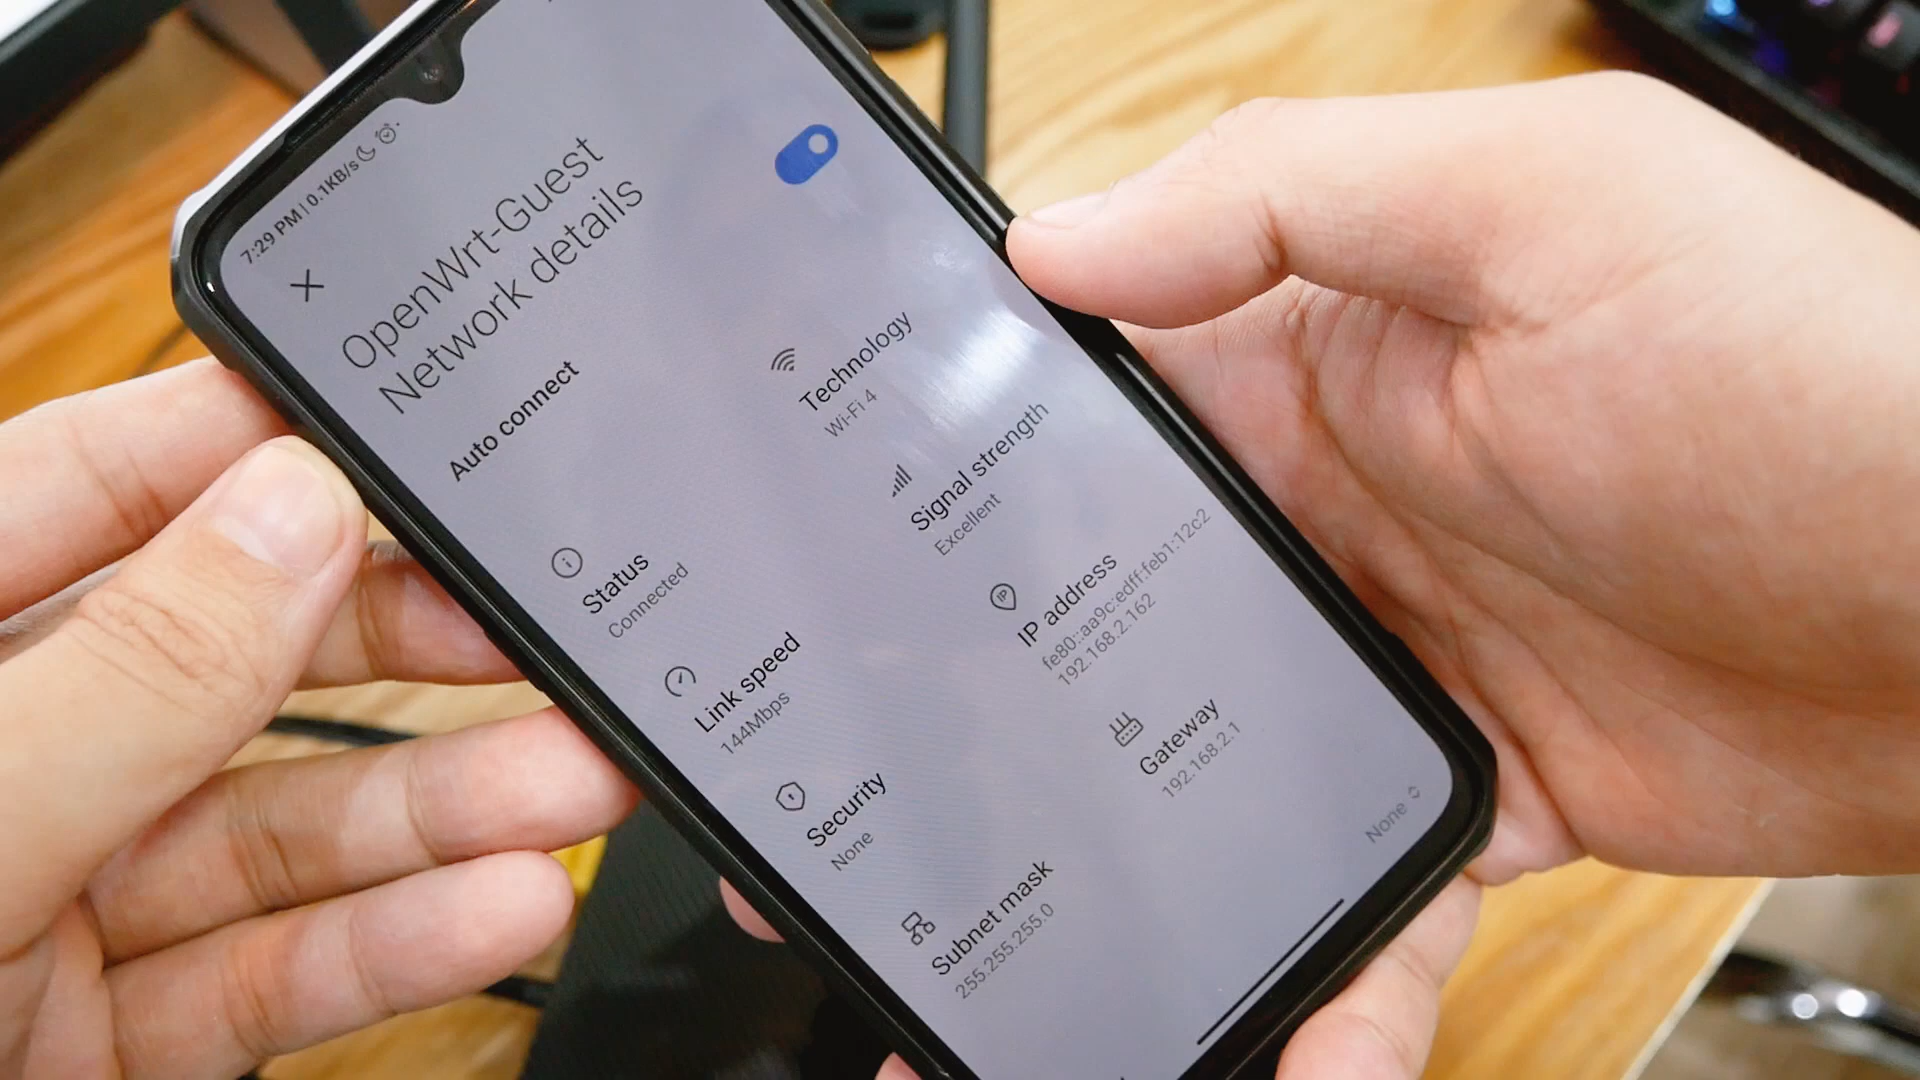 7:29 PM | 0.1KB/s
OpenWrt-Guest
Network details
Auto connect
Status
Connected
Technology
Wi-Fi 4
Link speed
144Mbps
Signal strength
Excellent
Security
None
IP address
fe80::aa9c:edff:feb1:12c2
192.168.2.162
Subnet mask
255.255.255.0
Gateway
192.168.2.1
None